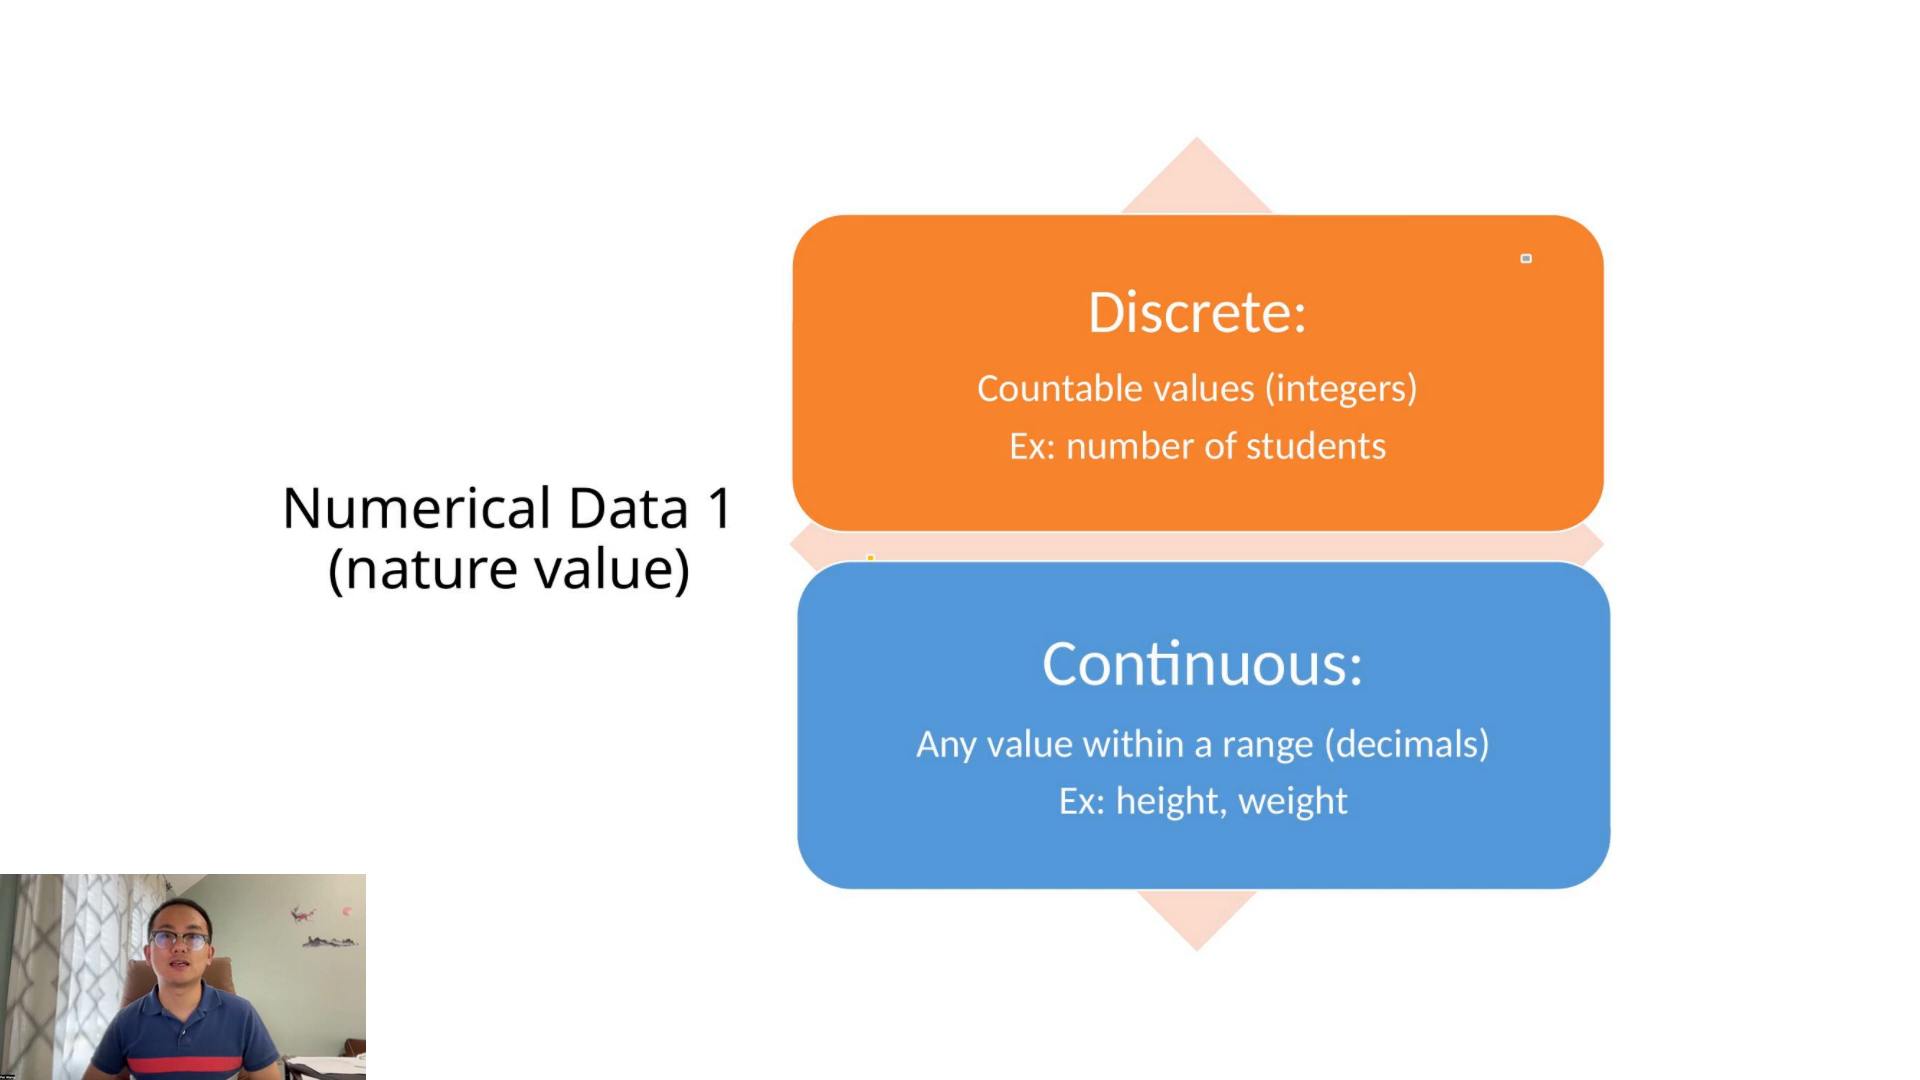 Numerical Data 1
(nature value)
Discrete:
Countable values (integers)
Ex: number of students
Continuous:
Any value within a range (decimals)
Ex: height, weight